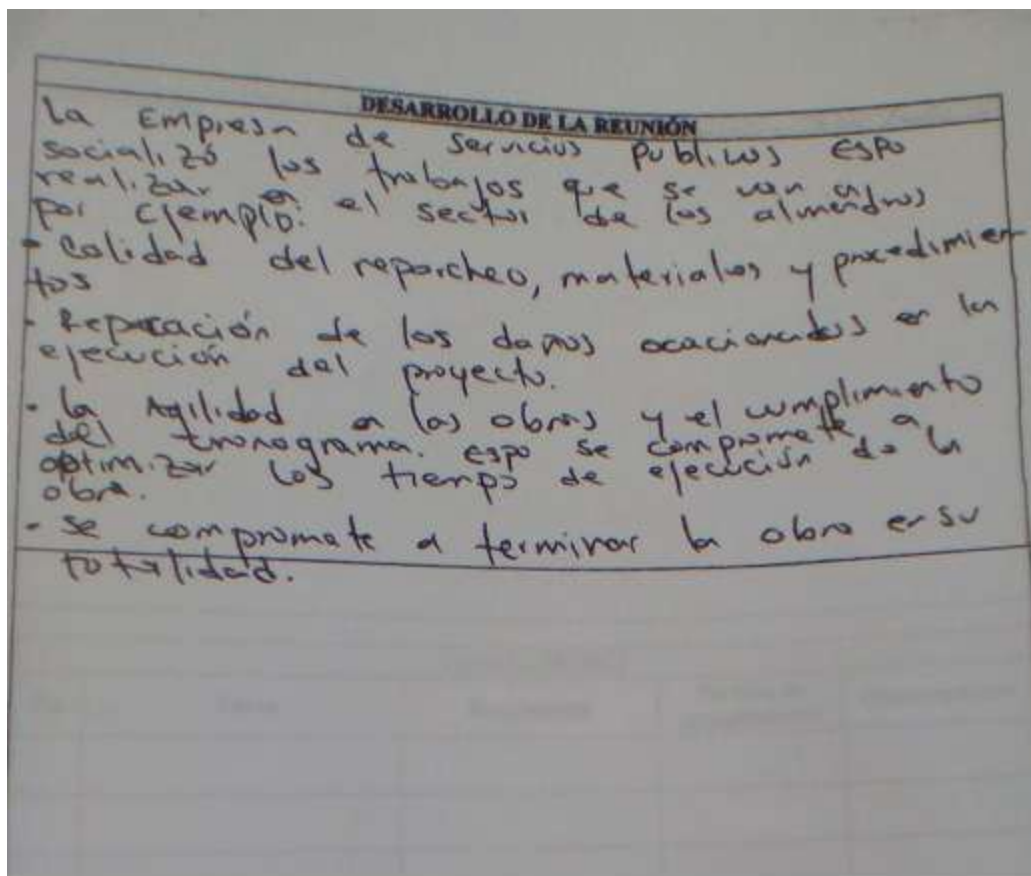 DESARROLLO DE LA REUNIÓN
La Empresa de Servicios Publicos ESPO
socializó los trabajos que se van a
realizar en el sector de los almendros
por ejemplo:
- Calidad del reparcheo, materiales y procedimien-
tos
- Reparación de los daños ocacionados en la
ejecución del proyecto.
- la Agilidad en las obras y el cumplimiento
del cronograma. espo se compromete a
optimizar los tiempos de ejecución de la
obra.
- se compromete a terminar la obra en su
totalidad.